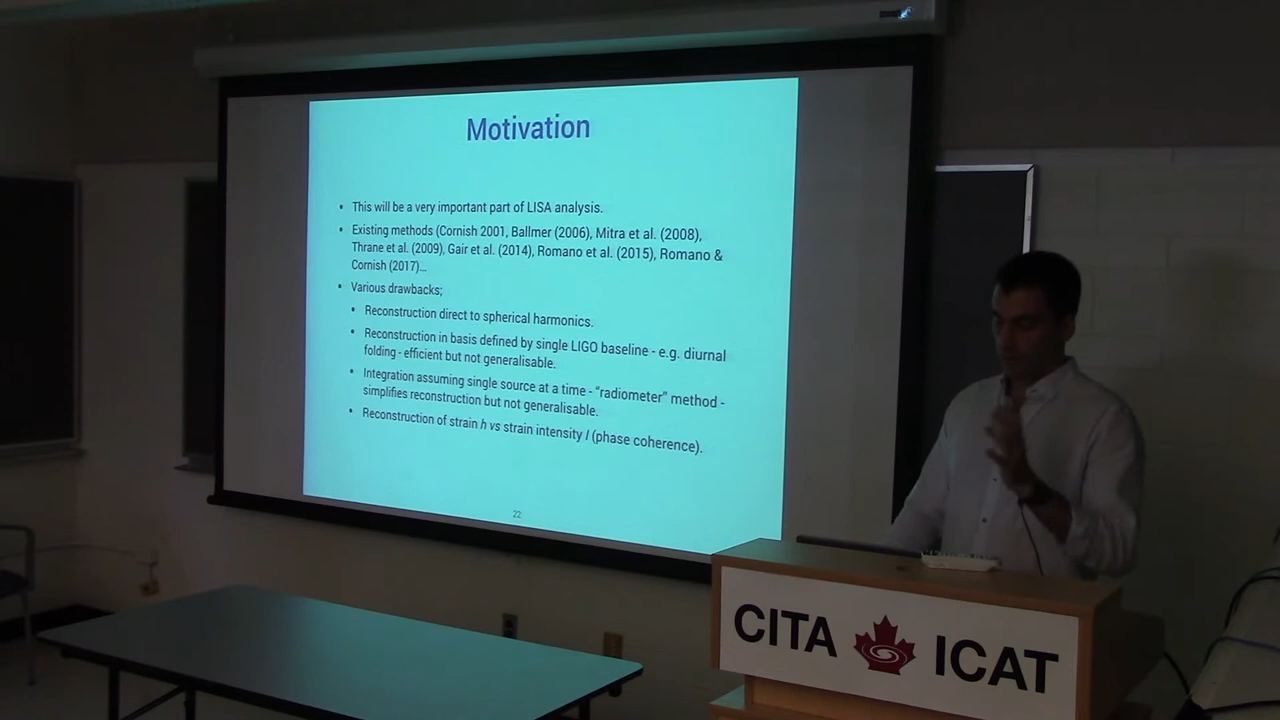 Motivation
• This will be a very important part of LISA analysis.
• Existing methods (Cornish 2001, Ballmer (2006), Mitra et al. (2008),
Thrane et al. (2009), Gair et al. (2014), Romano et al. (2015), Romano &
Cornish (2017)...
• Various drawbacks;
• Reconstruction direct to spherical harmonics.
• Reconstruction in basis defined by single LIGO baseline - e.g. diurnal
folding - efficient but not generalisable.
• Integration assuming single source at a time - “radiometer” method -
simplifies reconstruction but not generalisable.
• Reconstruction of strain h vs strain intensity I (phase coherence).
22
CITA ICAT